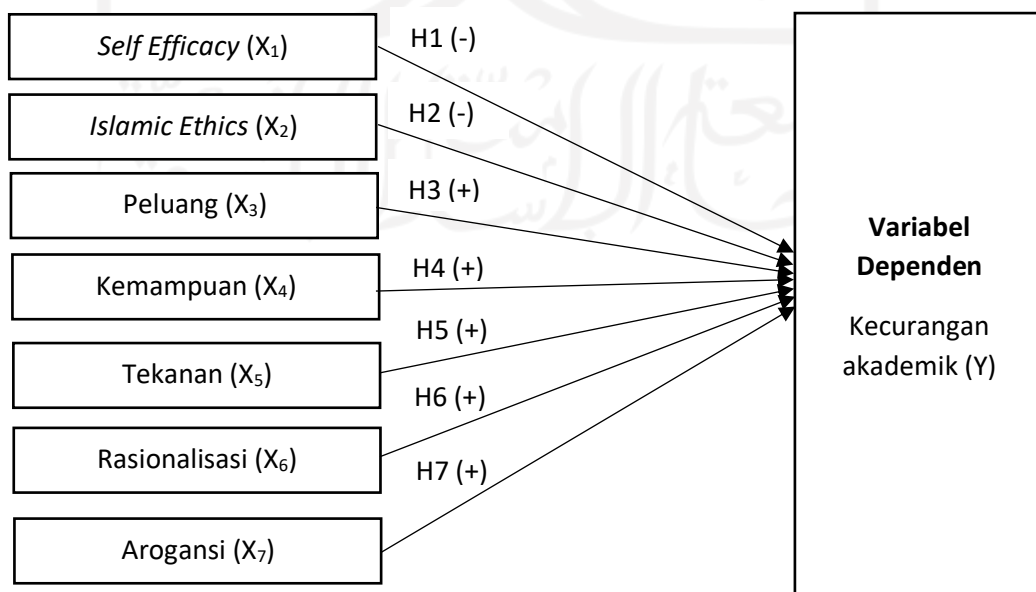 Self Efficacy (X₁)
H1 (-)
Islamic Ethics (X₂)
H2 (-)
Peluang (X₃)
H3 (+)
Kemampuan (X₄)
H4 (+)
Tekanan (X₅)
H5 (+)
Rasionalisasi (X₆)
H6 (+)
Arogansi (X₇)
H7 (+)
Variabel
Dependen
Kecurangan
akademik (Y)